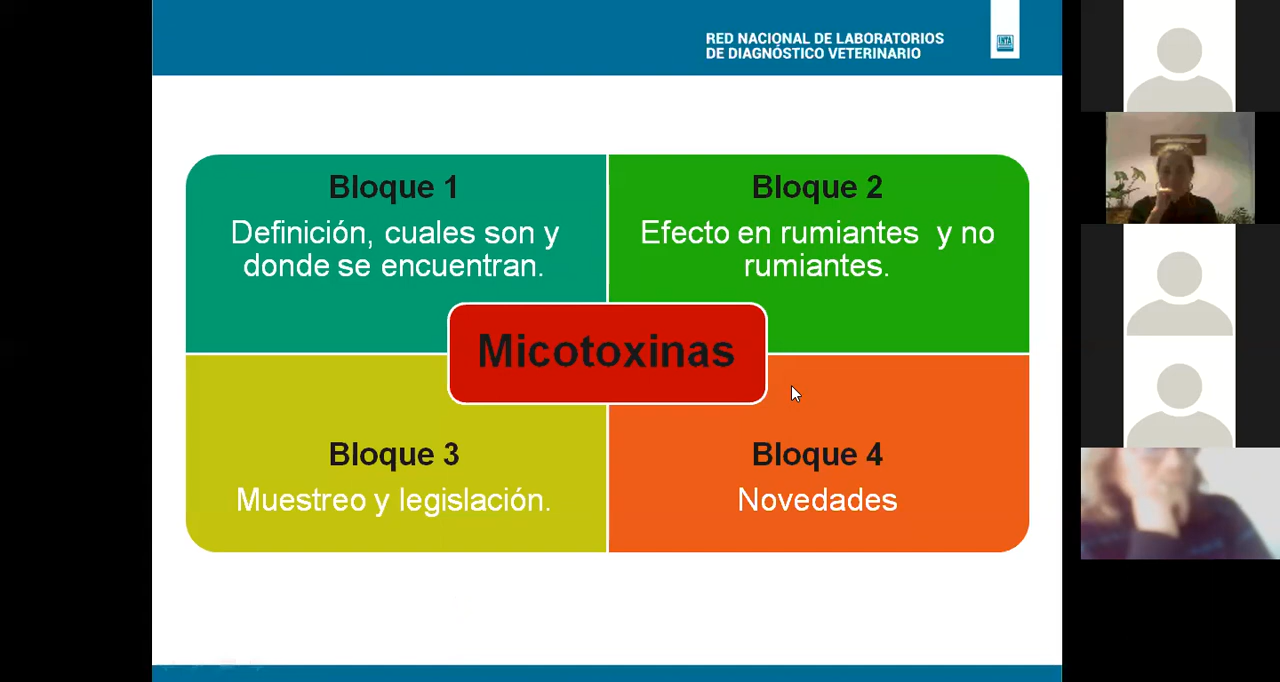 RED NACIONAL DE LABORATORIOS
DE DIAGNÓSTICO VETERINARIO
INTA
Bloque 1
Definición, cuales son y
donde se encuentran.
Bloque 2
Efecto en rumiantes y no
rumiantes.
Micotoxinas
Bloque 3
Muestreo y legislación.
Bloque 4
Novedades